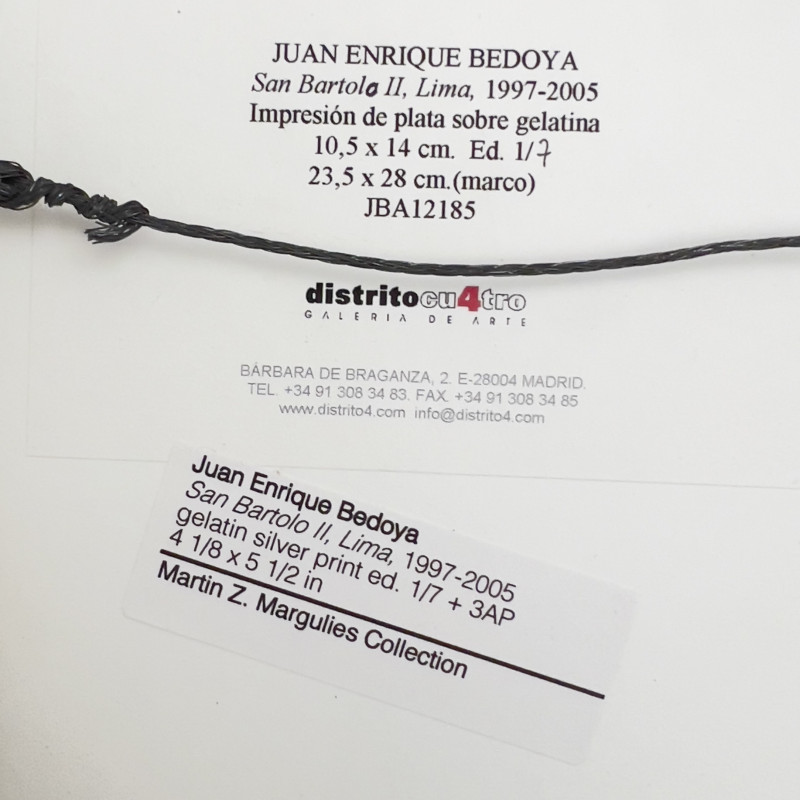 JUAN ENRIQUE BEDOYA
San Bartolo II, Lima, 1997-2005
Impresión de plata sobre gelatina
10,5 x 14 cm. Ed. 1/7
23,5 x 28 cm.(marco)
JBA12185
distritocu4tro
GALERIA DE ARTE
BÁRBARA DE BRAGANZA, 2. E-28004 MADRID.
TEL. +34 91 308 34 83. FAX. +34 91 308 34 85
www.distrito4.com info@distrito4.com
Juan Enrique Bedoya
San Bartolo II, Lima, 1997-2005
gelatin silver print ed. 1/7 + 3AP
4 1/8 x 5 1/2 in
Martin Z. Margulies Collection